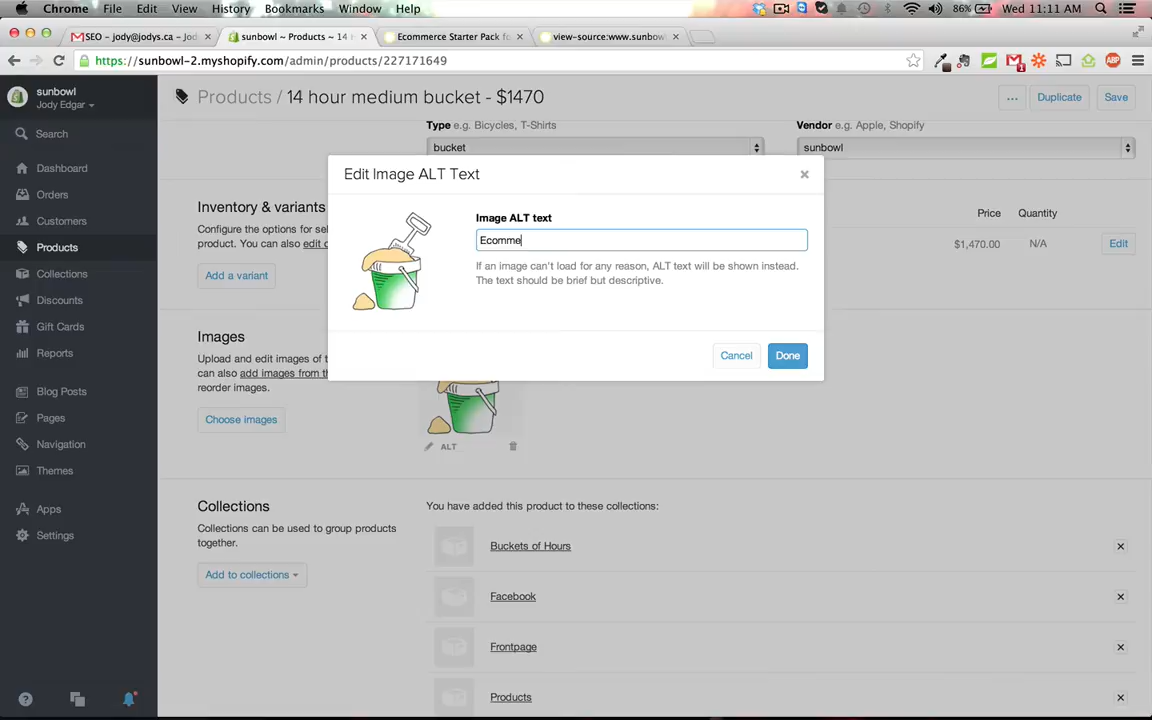 Chrome File Edit View History Bookmarks Window Help
86% Wed 11:11 AM
SEO - jody@jodys.ca - Jo
sunbowl ~ Products ~ 14 h
Ecommerce Starter Pack fo
view-source:www.sunbow
https://sunbowl-2.myshopify.com/admin/products/227171649
sunbowl
Jody Edgar
Search
Dashboard
Orders
Customers
Products
Collections
Discounts
Gift Cards
Reports
Blog Posts
Pages
Navigation
Themes
Apps
Settings
Products / 14 hour medium bucket - $1470
... Duplicate Save
Type e.g. Bicycles, T-Shirts
bucket
Vendor e.g. Apple, Shopify
sunbowl
Edit Image ALT Text
Image ALT text
Ecomme
If an image can't load for any reason, ALT text will be shown instead.
The text should be brief but descriptive.
Cancel Done
Inventory & variants
Configure the options for sel
product. You can also edit o
Add a variant
Price Quantity
$1,470.00 N/A Edit
Images
Upload and edit images of t
can also add images from th
reorder images.
Choose images
ALT
Collections
Collections can be used to group products
together.
Add to collections
You have added this product to these collections:
Buckets of Hours
Facebook
Frontpage
Products